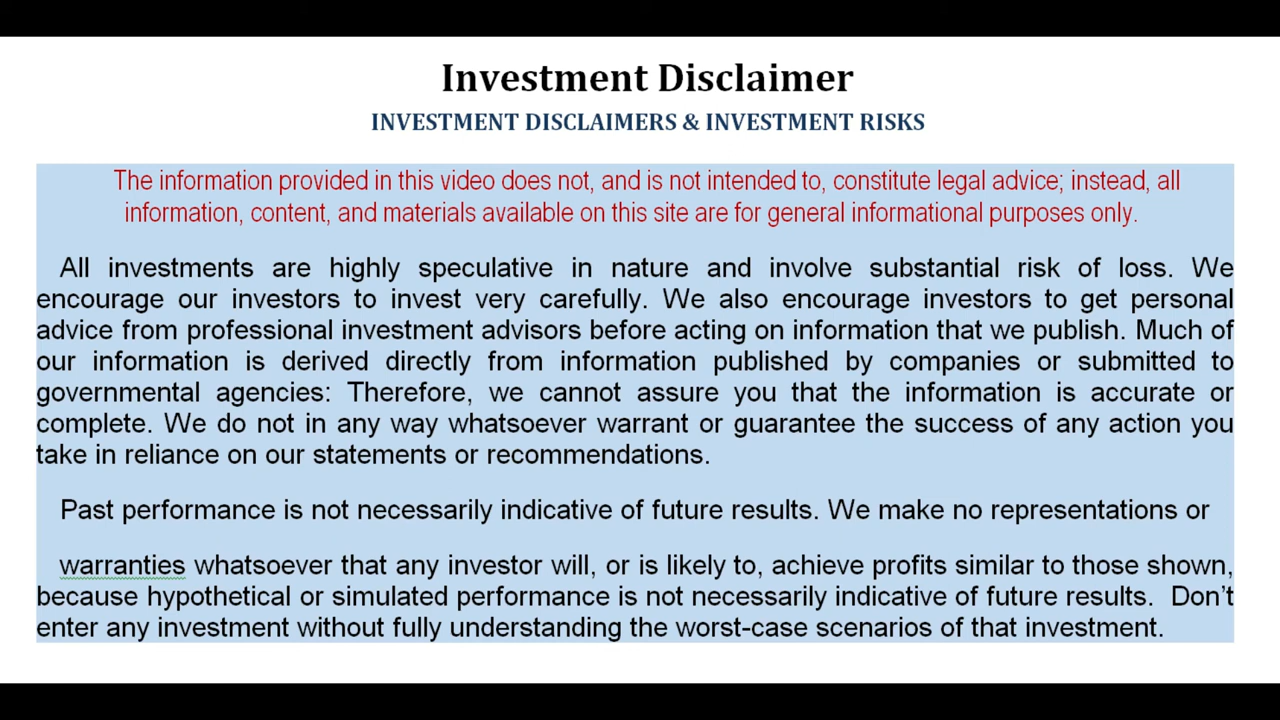 Investment Disclaimer
INVESTMENT DISCLAIMERS & INVESTMENT RISKS
The information provided in this video does not, and is not intended to, constitute legal advice; instead, all
information, content, and materials available on this site are for general informational purposes only.
All investments are highly speculative in nature and involve substantial risk of loss. We
encourage our investors to invest very carefully. We also encourage investors to get personal
advice from professional investment advisors before acting on information that we publish. Much of
our information is derived directly from information published by companies or submitted to
governmental agencies: Therefore, we cannot assure you that the information is accurate or
complete. We do not in any way whatsoever warrant or guarantee the success of any action you
take in reliance on our statements or recommendations.
Past performance is not necessarily indicative of future results. We make no representations or
warranties whatsoever that any investor will, or is likely to, achieve profits similar to those shown,
because hypothetical or simulated performance is not necessarily indicative of future results. Don’t
enter any investment without fully understanding the worst-case scenarios of that investment.